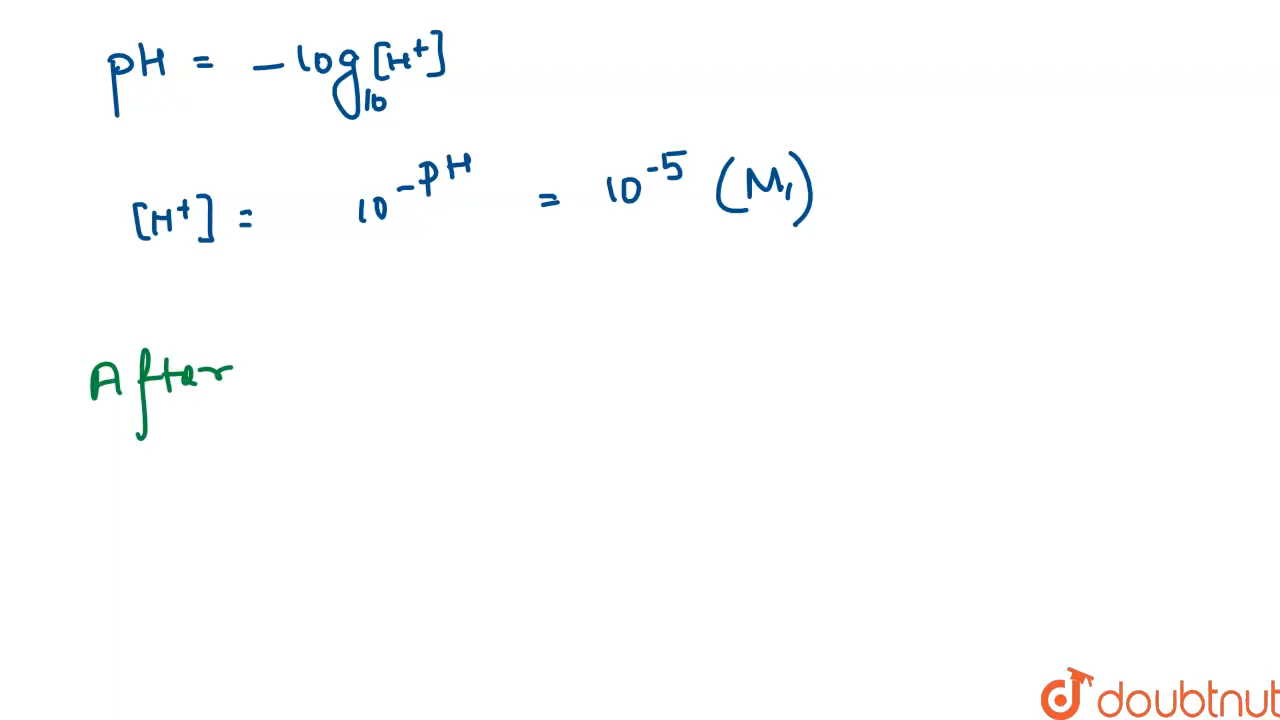 pH = - log₁₀ [H⁺]
[H⁺] = 10⁻ᵖᴴ = 10⁻⁵ (M₁)
After
doubtnut